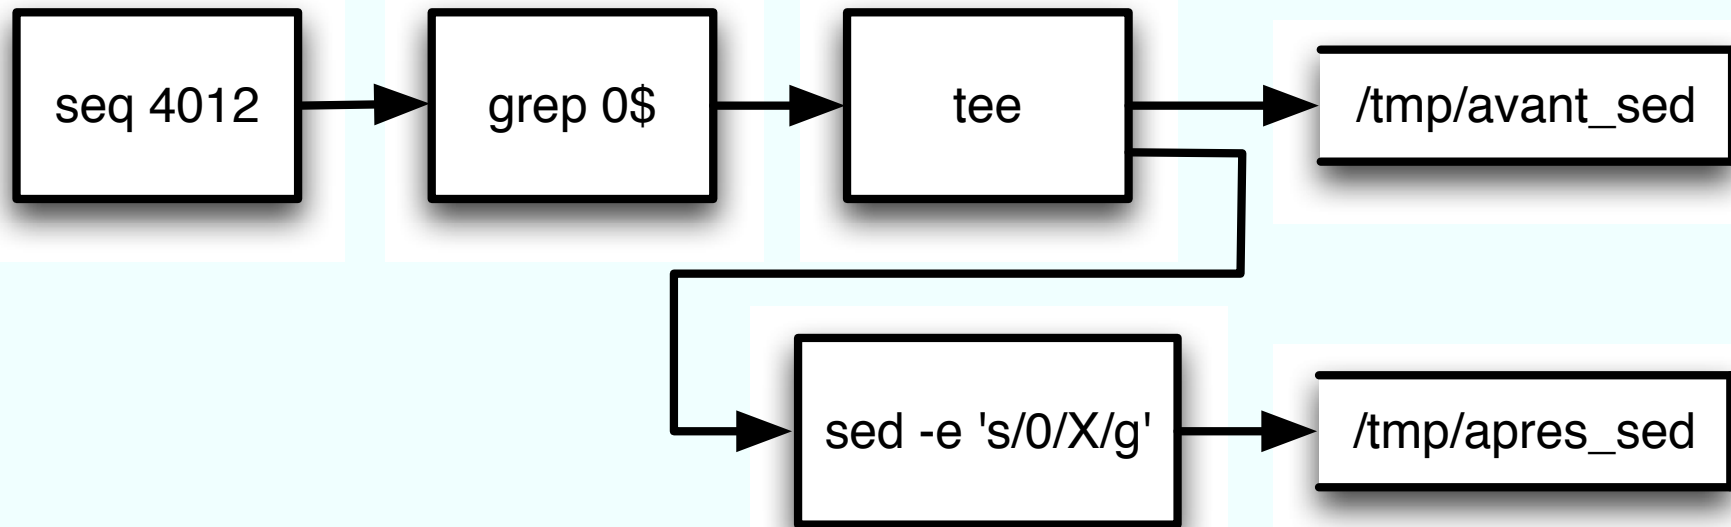 seq 4012
grep 0$
tee
/tmp/avant_sed
sed -e 's/0/X/g'
/tmp/apres_sed